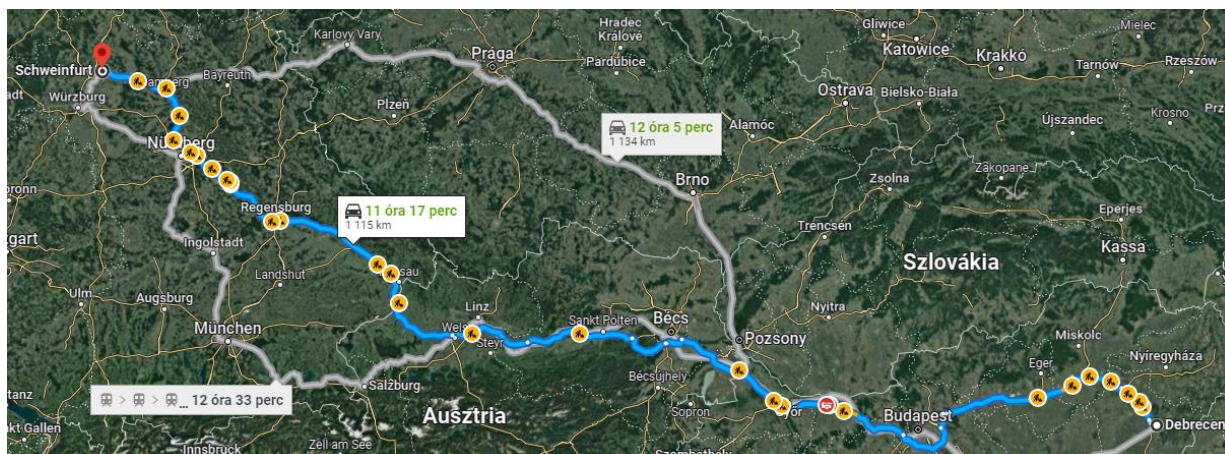 Hradec
Králové
Gliwice
Katowice
Mielec
Karlovy Vary
Prága
Pardubice
Krakkó
Tarnów
Rzeszów
Schweinfurt
Bayreuth
Ostrava
Bielsko-Biała
Würzburg
Plzeň
12 óra 5 perc
1 134 km
Alamóc
Újszandec
Krosno
Brno
Zsolna
Zakopane
11 óra 17 perc
1 115 km
Regensburg
Trencsén
Eperjes
Kassa
Ingolstadt
Szlovákia
Landshut
Ulm
Augsburg
Linz
Nyitra
Sankt Pölten
Bécs
München
Wels
Steyr
Pozsony
Miskolc
Nyíregyháza
Eger
Salzburg
Bécsújhely
12 óra 33 perc
Ausztria
Sopron
Budapest
Debrecen
Zell am See
Innsbruck
Szombathely